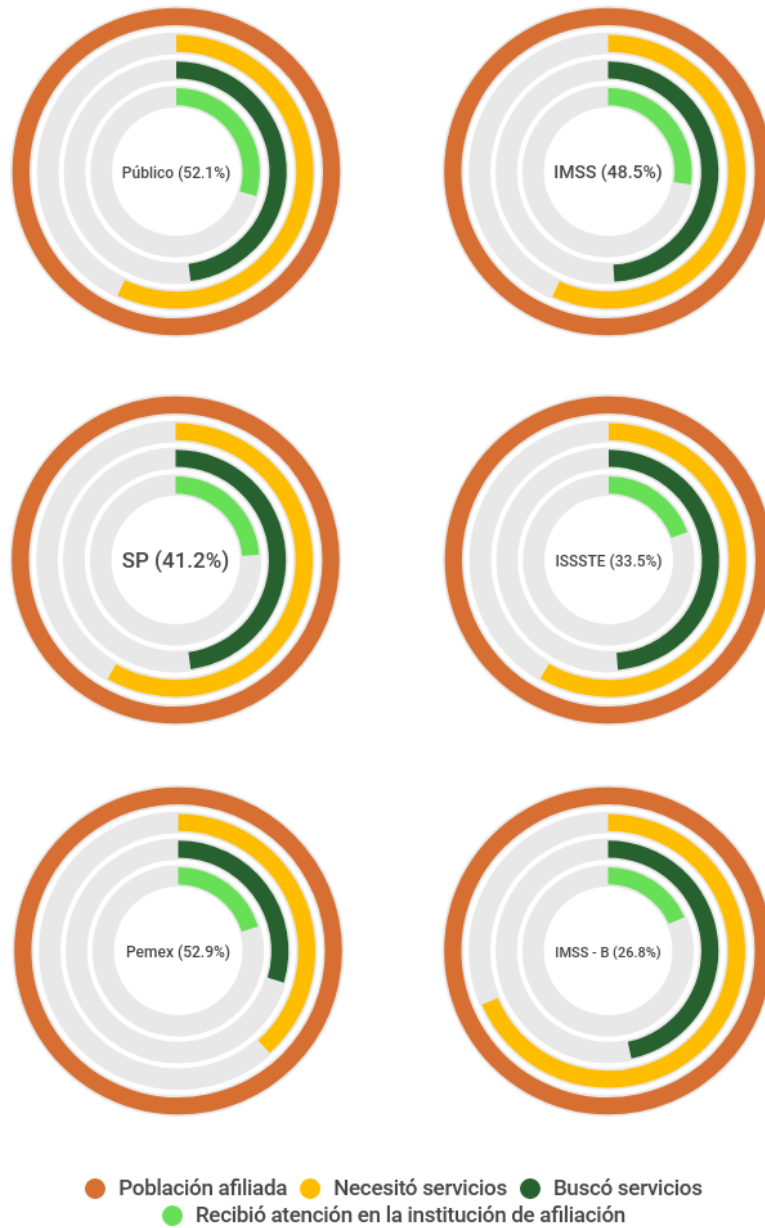 Público (52.1%)
IMSS (48.5%)
SP (41.2%)
ISSSTE (33.5%)
Pemex (52.9%)
IMSS - B (26.8%)
Población afiliada
Necesitó servicios
Buscó servicios
Recibió atención en la institución de afiliación